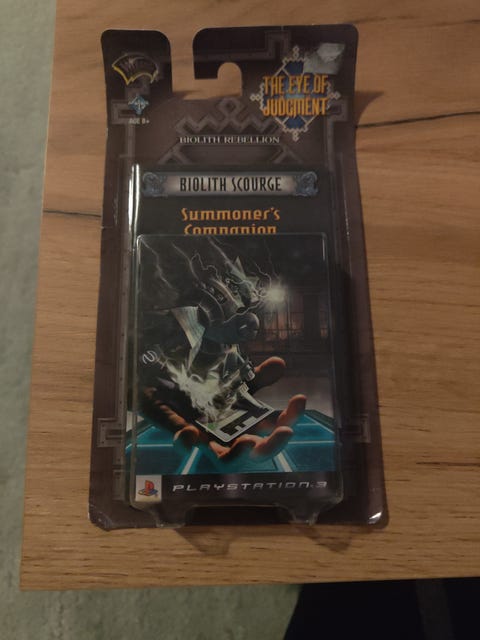 THE EYE OF
JUDGMENT
AGE 8+
BIOLITH REBELLION
BIOLITH SCOURGE
Summoner's
Companion
PLAYSTATION 3